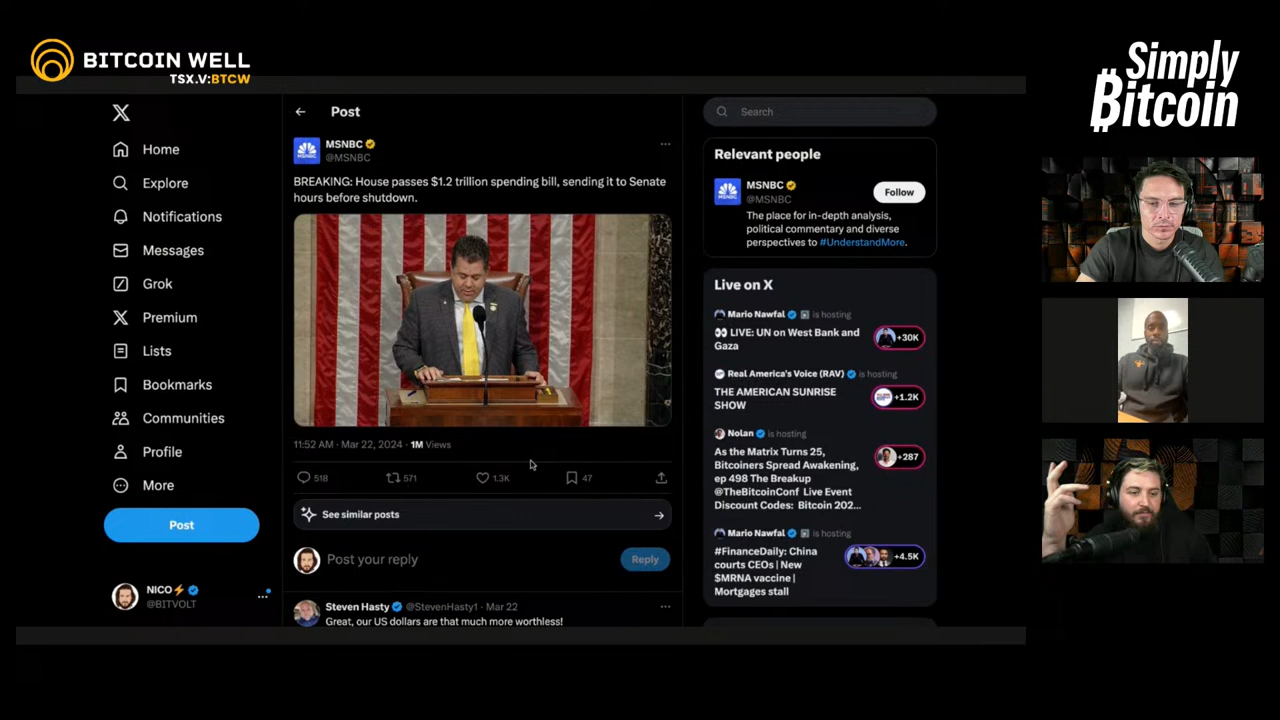 BITCOIN WELL
TSX.V:BTCW
Simply
Bitcoin
Home
Explore
Notifications
Messages
Grok
Premium
Lists
Bookmarks
Communities
Profile
More
Post
NICO⚡
@BITVOLT
Post
MSNBC
@MSNBC
BREAKING: House passes $1.2 trillion spending bill, sending it to Senate
hours before shutdown.
11:52 AM · Mar 22, 2024 · 1M Views
518
571
1.3K
47
See similar posts
Post your reply
Reply
Steven Hasty @StevenHasty1 · Mar 22
Great, our US dollars are that much more worthless!
Search
Relevant people
MSNBC
@MSNBC
Follow
The place for in-depth analysis,
political commentary and diverse
perspectives to #UnderstandMore.
Live on X
Mario Nawfal is hosting
👀 LIVE: UN on West Bank and
Gaza
+30K
Real America's Voice (RAV) is hosting
THE AMERICAN SUNRISE
SHOW
+1.2K
Nolan is hosting
As the Matrix Turns 25,
Bitcoiners Spread Awakening,
ep 498 The Breakup
@TheBitcoinConf Live Event
Discount Codes: Bitcoin 202...
+287
Mario Nawfal is hosting
#FinanceDaily: China
courts CEOs | New
$MRNA vaccine |
Mortgages stall
+4.5K